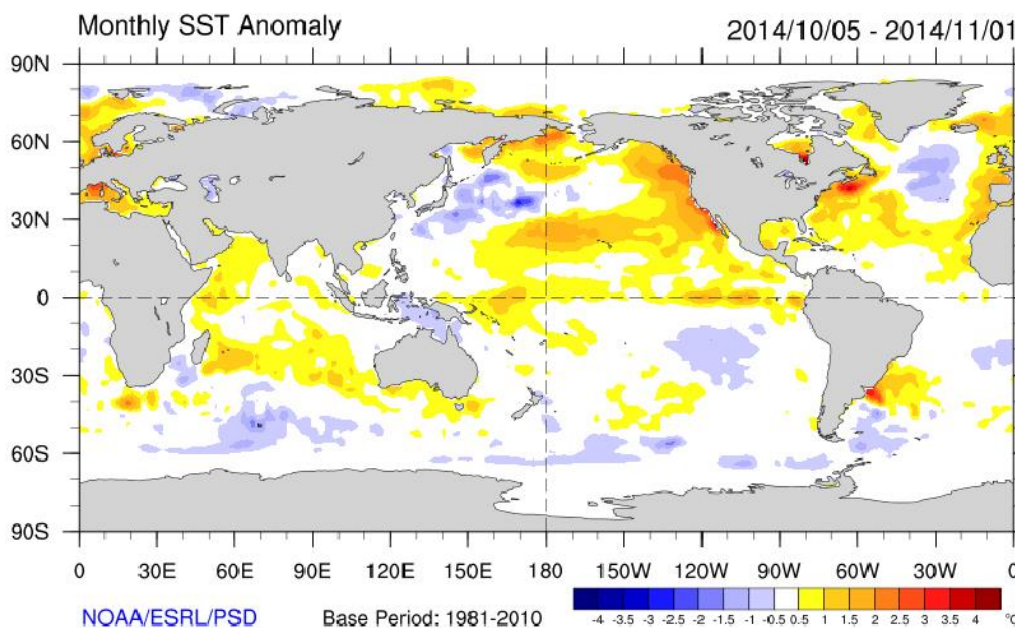 Monthly SST Anomaly 2014/10/05 - 2014/11/01
90N
60N
30N
0
30S
60S
90S
0 30E 60E 90E 120E 150E 180 150W 120W 90W 60W 30W 0
NOAA/ESRL/PSD Base Period: 1981-2010
-4 -3.5 -3 -2.5 -2 -1.5 -1 -0.5 0.5 1 1.5 2 2.5 3 3.5 4 °C